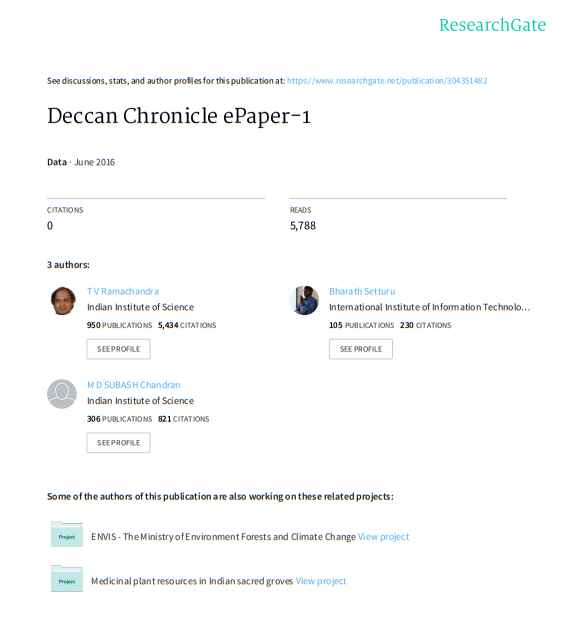 ResearchGate
See discussions, stats, and author profiles for this publication at: https://www.researchgate.net/publication/304351482
Deccan Chronicle ePaper-1
Data · June 2016
CITATIONS
0
READS
5,788
3 authors:
T V Ramachandra
Indian Institute of Science
950 PUBLICATIONS 5,434 CITATIONS
SEE PROFILE
Bharath Setturu
International Institute of Information Technolo…
105 PUBLICATIONS 230 CITATIONS
SEE PROFILE
M D SUBASH Chandran
Indian Institute of Science
306 PUBLICATIONS 821 CITATIONS
SEE PROFILE
Some of the authors of this publication are also working on these related projects:
Project
ENVIS - The Ministry of Environment Forests and Climate Change View project
Project
Medicinal plant resources in Indian sacred groves View project